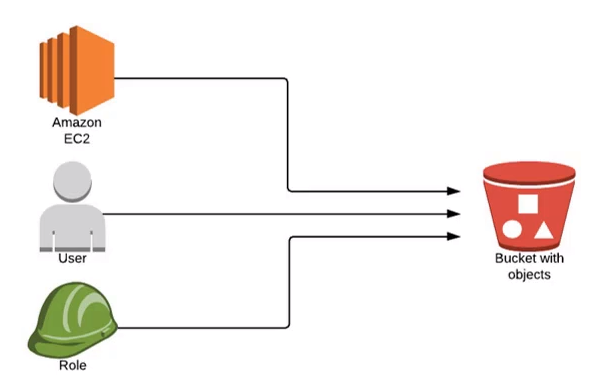 Amazon
EC2
User
Role
Bucket with
objects